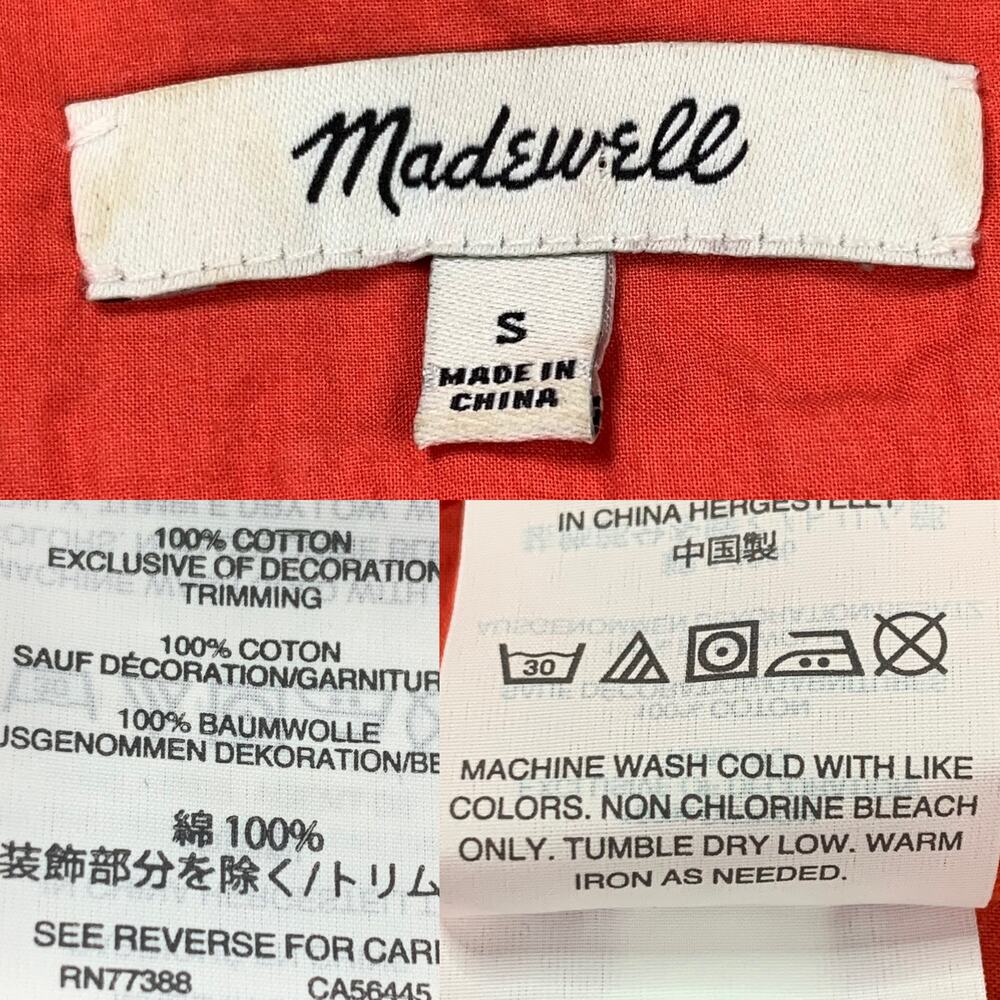 Madewell
S
MADE IN
CHINA
100% COTTON
EXCLUSIVE OF DECORATION
TRIMMING
100% COTON
SAUF DÉCORATION/GARNITUR
100% BAUMWOLLE
USGENOMMEN DEKORATION/BE
綿 100%
装飾部分を除く/トリム
SEE REVERSE FOR CARE
RN77388 CA56445
IN CHINA HERGESTELLT
中国製
30
MACHINE WASH COLD WITH LIKE
COLORS. NON CHLORINE BLEACH
ONLY. TUMBLE DRY LOW. WARM
IRON AS NEEDED.